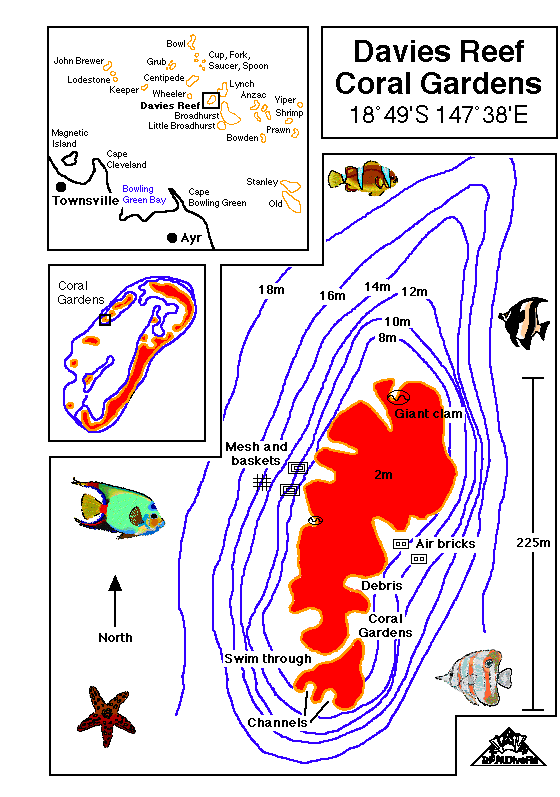 Davies Reef
Coral Gardens
18°49'S 147°38'E
Bowl
Cup, Fork,
Saucer, Spoon
John Brewer
Grub
Lodestone
Centipede
Keeper
Wheeler
Lynch
Anzac
Viper
Davies Reef
Shrimp
Broadhurst
Little Broadhurst
Prawn
Bowden
Magnetic
Island
Cape
Cleveland
Townsville
Bowling
Green Bay
Cape
Bowling Green
Stanley
Old
Ayr
Coral
Gardens
18m
16m
14m
12m
10m
8m
Giant clam
Mesh and
baskets
2m
Air bricks
225m
Debris
Coral
Gardens
North
Swim through
Channels